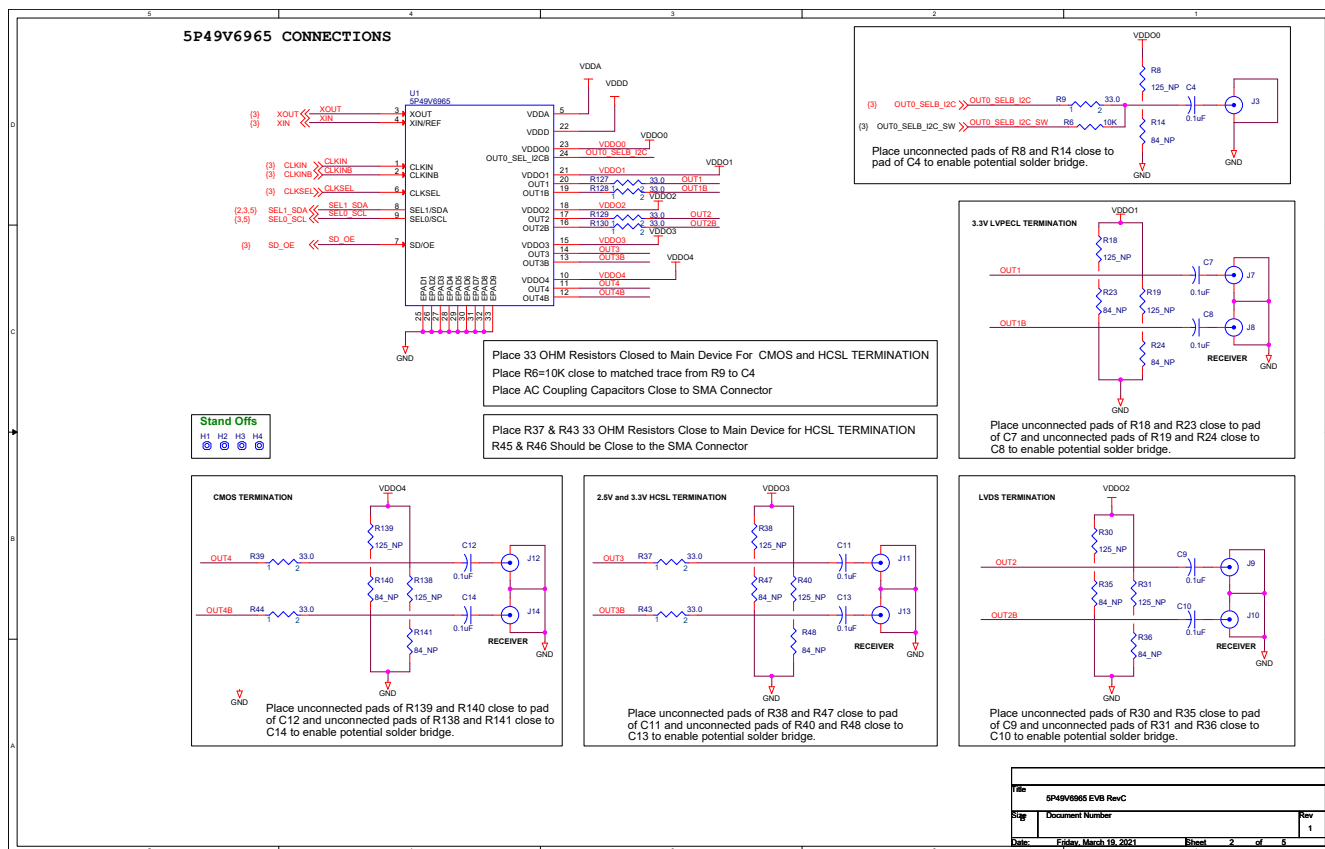 5
4
3
2
1
D
C
B
A
5P49V6965 CONNECTIONS
U1
5P49V6965
{3} XOUT XOUT 3 XOUT
{3} XIN XIN 4 XIN/REF
{3} CLKIN CLKIN 1 CLKIN
{3} CLKINB CLKINB 2 CLKINB
{3} CLKSEL CLKSEL 6 CLKSEL
{2,3,5} SEL1_SDA SEL1_SDA 8 SEL1/SDA
{3,5} SEL0_SCL SEL0_SCL 9 SEL0/SCL
{3} SD_OE SD_OE 7 SD/OE
VDDA 5 VDDA
VDDD 22 VDDD
VDDO0 23 VDDO0 VDDO0
OUT0_SEL_I2CB 24 OUT0_SELB_I2C
VDDO1 21 VDDO1 VDDO1
OUT1 20 R127 33.0 OUT1
OUT1B 19 R128 1 33.0 2 OUT1B
VDDO2 18 VDDO2 VDDO2
OUT2 17 R129 33.0 OUT2
OUT2B 16 R130 1 33.0 2 OUT2B
VDDO3 15 VDDO3 VDDO3
OUT3 14 OUT3
OUT3B 13 OUT3B
VDDO4 10 VDDO4 VDDO4
OUT4 11 OUT4
OUT4B 12 OUT4B
EPAD1 EPAD2 EPAD3 EPAD4 EPAD5 EPAD6 EPAD7 EPAD8 EPAD9
25 26 27 28 29 30 31 32 33
GND
VDDO0
R8
125_NP
{3} OUT0_SELB_I2C OUT0_SELB_I2C R9 33.0 1 2
{3} OUT0_SELB_I2C_SW OUT0_SELB_I2C_SW R6 10K
C4
0.1uF
J3
R14
84_NP
GND
GND
Place unconnected pads of R8 and R14 close to
pad of C4 to enable potential solder bridge.
3.3V LVPECL TERMINATION
VDDO1
R18
125_NP
OUT1
C7
0.1uF
J7
R23
84_NP
R19
125_NP
OUT1B
C8
0.1uF
J8
R24
84_NP
RECEIVER
GND
GND
Place unconnected pads of R18 and R23 close to pad
of C7 and unconnected pads of R19 and R24 close to
C8 to enable potential solder bridge.
Place 33 OHM Resistors Closed to Main Device For CMOS and HCSL TERMINATION
Place R6=10K close to matched trace from R9 to C4
Place AC Coupling Capacitors Close to SMA Connector
Place R37 & R43 33 OHM Resistors Close to Main Device for HCSL TERMINATION
R45 & R46 Should be Close to the SMA Connector
Stand Offs
H1 H2 H3 H4
CMOS TERMINATION
VDDO4
R139
125_NP
OUT4 R39 33.0
1 2
C12
0.1uF
J12
R140
84_NP
R138
125_NP
OUT4B R44 33.0
1 2
C14
0.1uF
J14
R141
84_NP
RECEIVER
GND
GND
GND
Place unconnected pads of R139 and R140 close to pad
of C12 and unconnected pads of R138 and R141 close to
C14 to enable potential solder bridge.
2.5V and 3.3V HCSL TERMINATION
VDDO3
R38
125_NP
OUT3 R37 33.0
1 2
C11
0.1uF
J11
R47
84_NP
R40
125_NP
OUT3B R43 33.0
1 2
C13
0.1uF
J13
R48
84_NP
RECEIVER
GND
GND
Place unconnected pads of R38 and R47 close to pad
of C11 and unconnected pads of R40 and R48 close to
C13 to enable potential solder bridge.
LVDS TERMINATION
VDDO2
R30
125_NP
OUT2
C9
0.1uF
J9
R35
84_NP
R31
125_NP
OUT2B
C10
0.1uF
J10
R36
84_NP
RECEIVER
GND
GND
Place unconnected pads of R30 and R35 close to pad
of C9 and unconnected pads of R31 and R36 close to
C10 to enable potential solder bridge.
Title
5P49V6965 EVB RevC
Size Document Number Rev
B 1
Date: Friday, March 19, 2021 Sheet 2 of 5